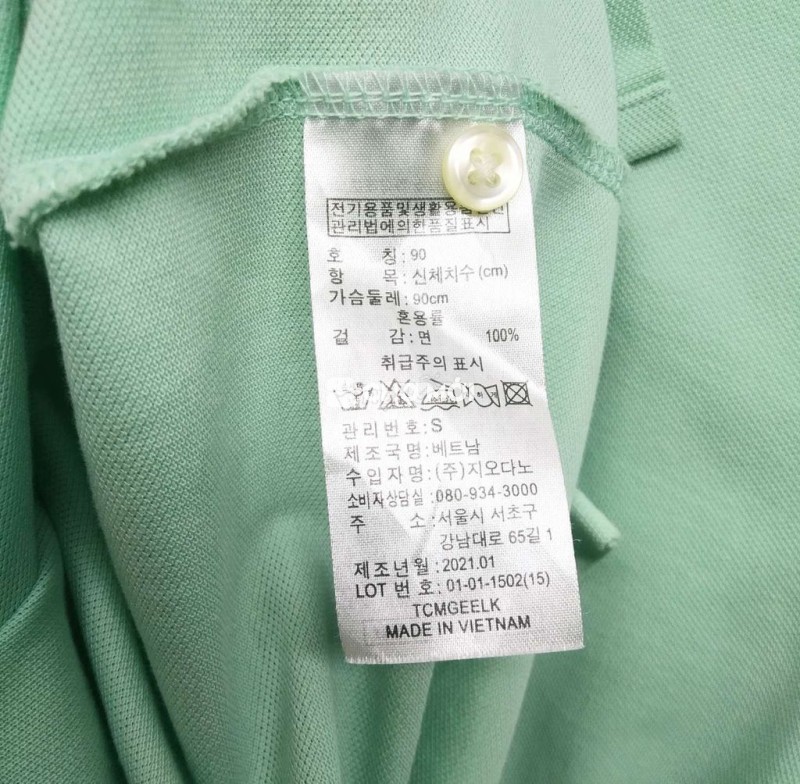 전기용품및생활용품안전
관리법에의한품질표시
호 칭 : 90
항 목 : 신체치수 (cm)
가슴둘레 : 90cm
혼용률
겉 감 : 면 100%
취급주의 표시
관리번호 : S
제조국명 : 베트남
수입자명 : (주)지오다노
소비자상담실 : 080-934-3000
주 소 : 서울시 서초구
강남대로 65길 1
제조년월 : 2021.01
LOT 번 호 : 01-01-1502(15)
TCMGEELK
MADE IN VIETNAM